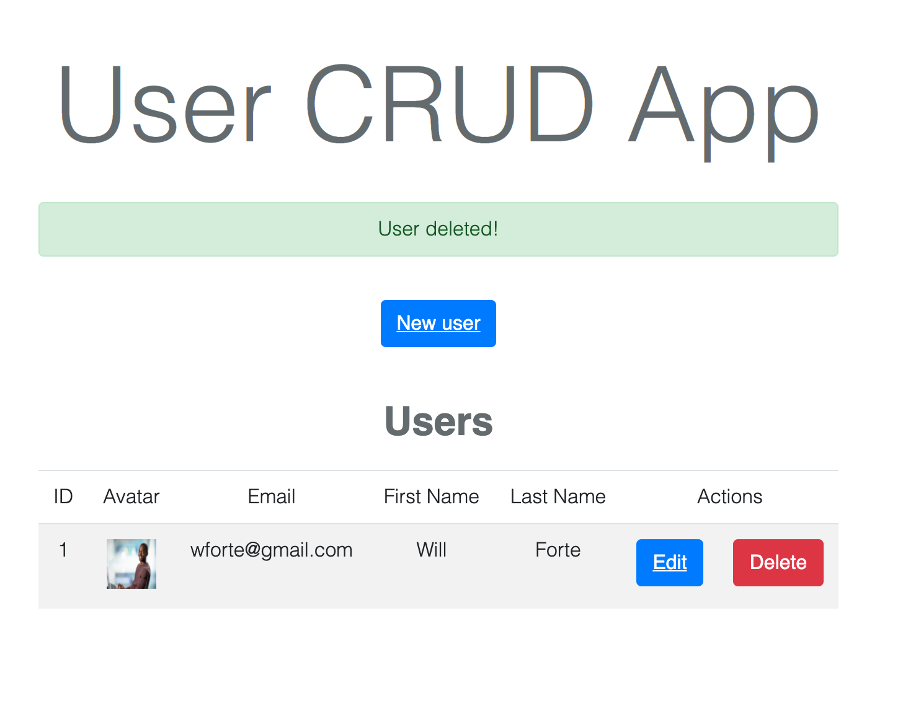 User CRUD App
User deleted!
New user
Users
ID Avatar Email First Name Last Name Actions
1 wforte@gmail.com Will Forte Edit Delete